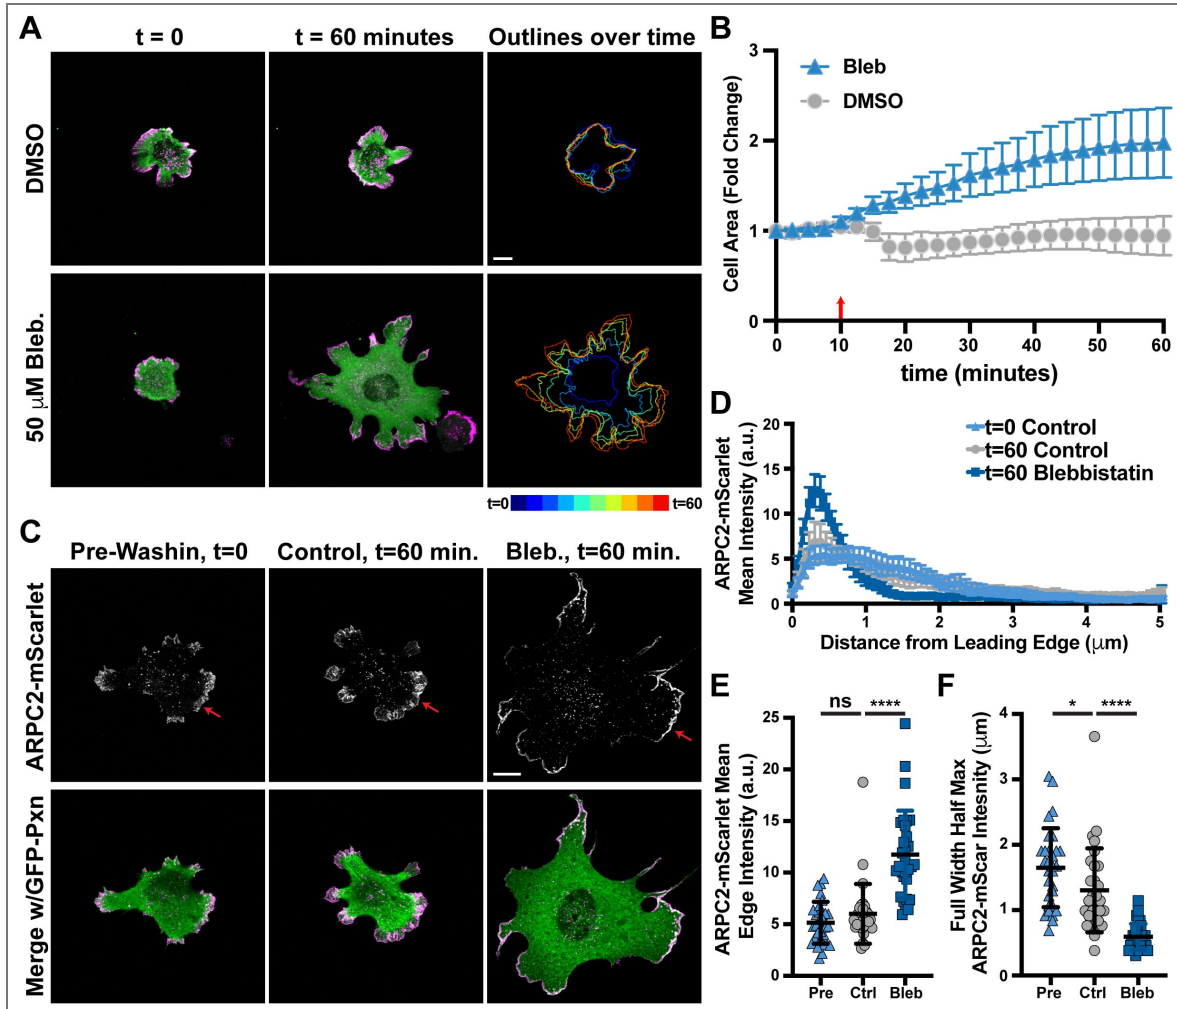 A
t = 0
t = 60 minutes
Outlines over time
DMSO
50 μM Bleb.
t=0
t=60
B
Bleb
DMSO
Cell Area (Fold Change)
3
2
1
0
0
10
20
30
40
50
60
time (minutes)
C
Pre-Washin, t=0
Control, t=60 min.
Bleb., t=60 min.
ARPC2-mScarlet
Merge w/GFP-Pxn
D
t=0 Control
t=60 Control
t=60 Blebbistatin
ARPC2-mScarlet
Mean Intensity (a.u.)
20
15
10
5
0
0
1
2
3
4
5
Distance from Leading Edge (μm)
E
ns
****
ARPC2-mScarlet Mean
Edge Intensity (a.u.)
25
20
15
10
5
0
Pre
Ctrl
Bleb
F
*
****
Full Width Half Max
ARPC2-mScar Intesnity (μm)
4
3
2
1
0
Pre
Ctrl
Bleb